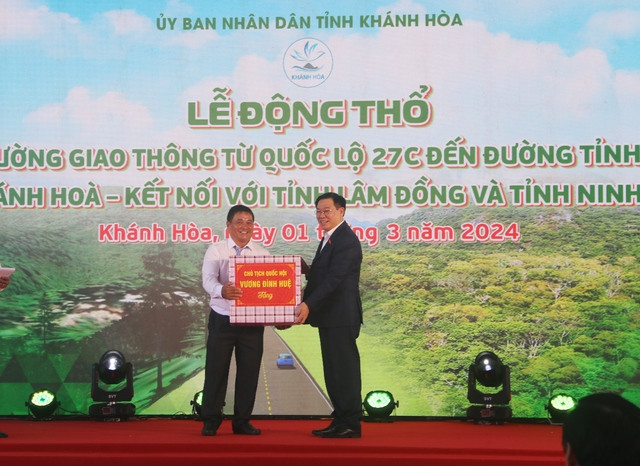 ỦY BAN NHÂN DÂN TỈNH KHÁNH HÒA
KHÁNH HÒA
LỄ ĐỘNG THỔ
ƯỜNG GIAO THÔNG TỪ QUỐC LỘ 27C ĐẾN ĐƯỜNG TỈNH
ÁNH HOÀ – KẾT NỐI VỚI TỈNH LÂM ĐỒNG VÀ TỈNH NINH
Khánh Hòa, ngày 01 tháng 3 năm 2024
CHỦ TỊCH QUỐC HỘI
VƯƠNG ĐÌNH HUỆ
Tặng